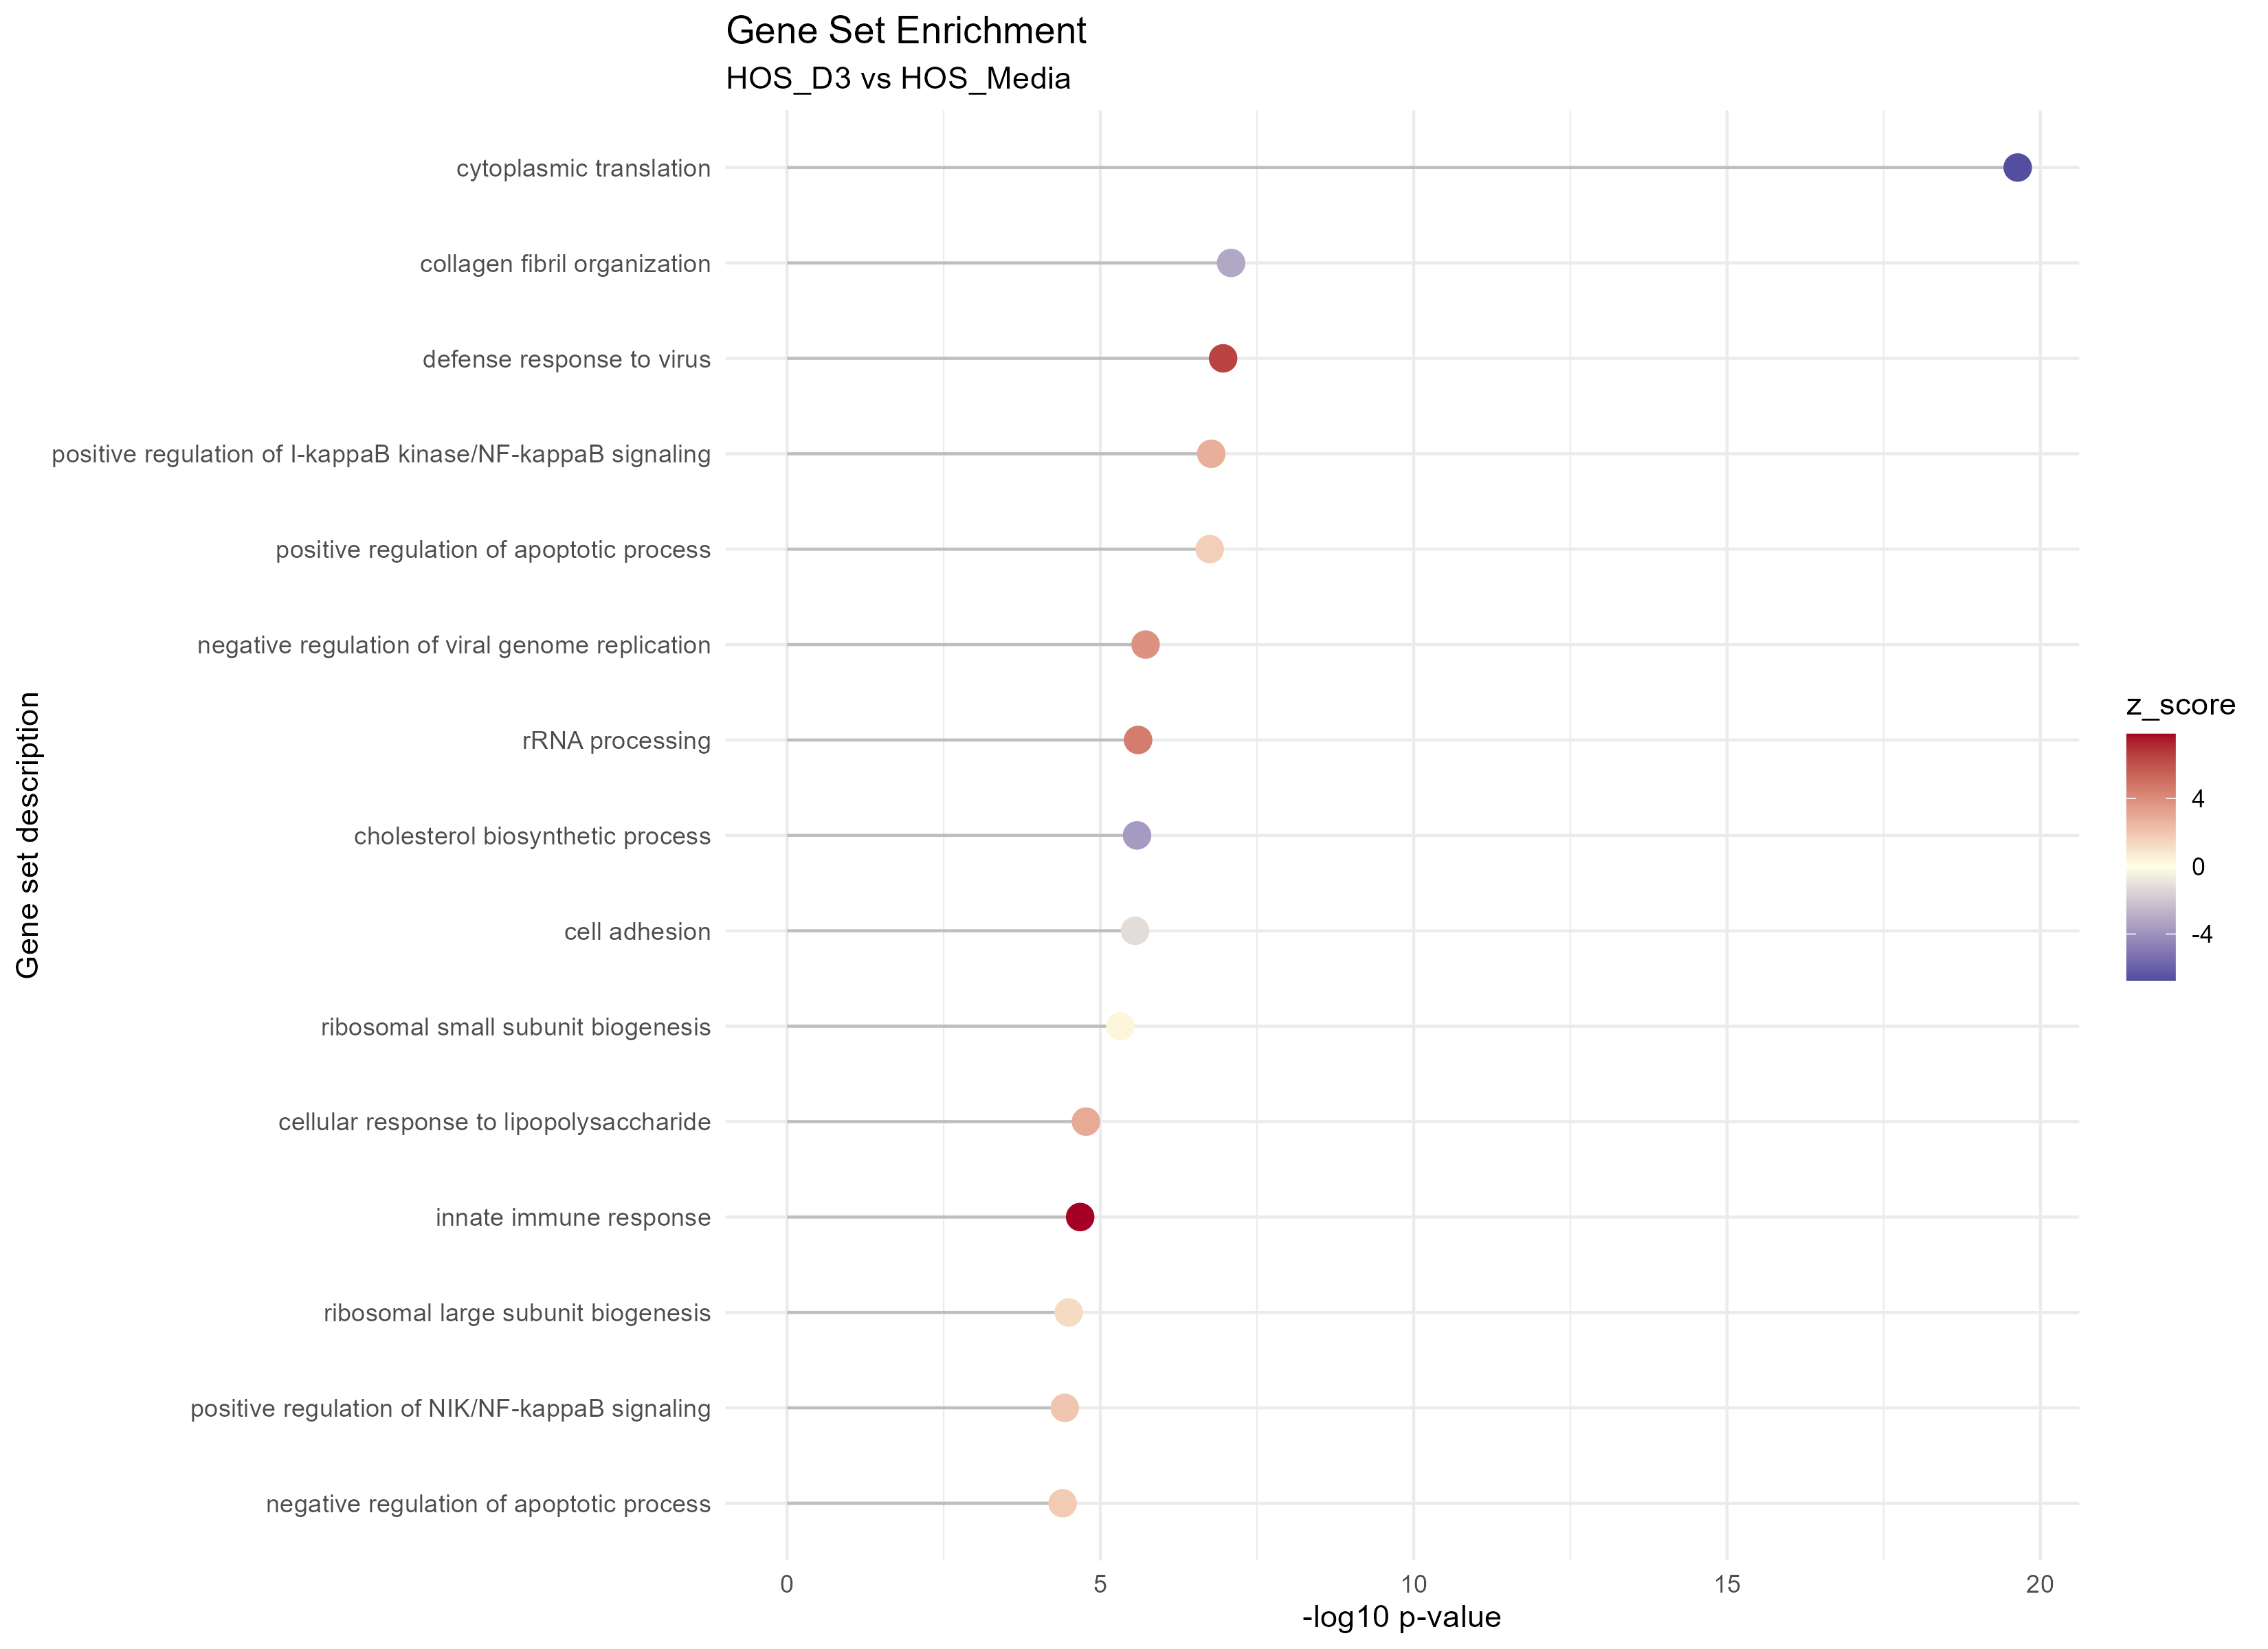 Gene Set Enrichment
HOS_D3 vs HOS_Media
Gene set description
cytoplasmic translation
collagen fibril organization
defense response to virus
positive regulation of I-kappaB kinase/NF-kappaB signaling
positive regulation of apoptotic process
negative regulation of viral genome replication
rRNA processing
cholesterol biosynthetic process
cell adhesion
ribosomal small subunit biogenesis
cellular response to lipopolysaccharide
innate immune response
ribosomal large subunit biogenesis
positive regulation of NIK/NF-kappaB signaling
negative regulation of apoptotic process
0 5 10 15 20
-log10 p-value
z_score
4
0
-4